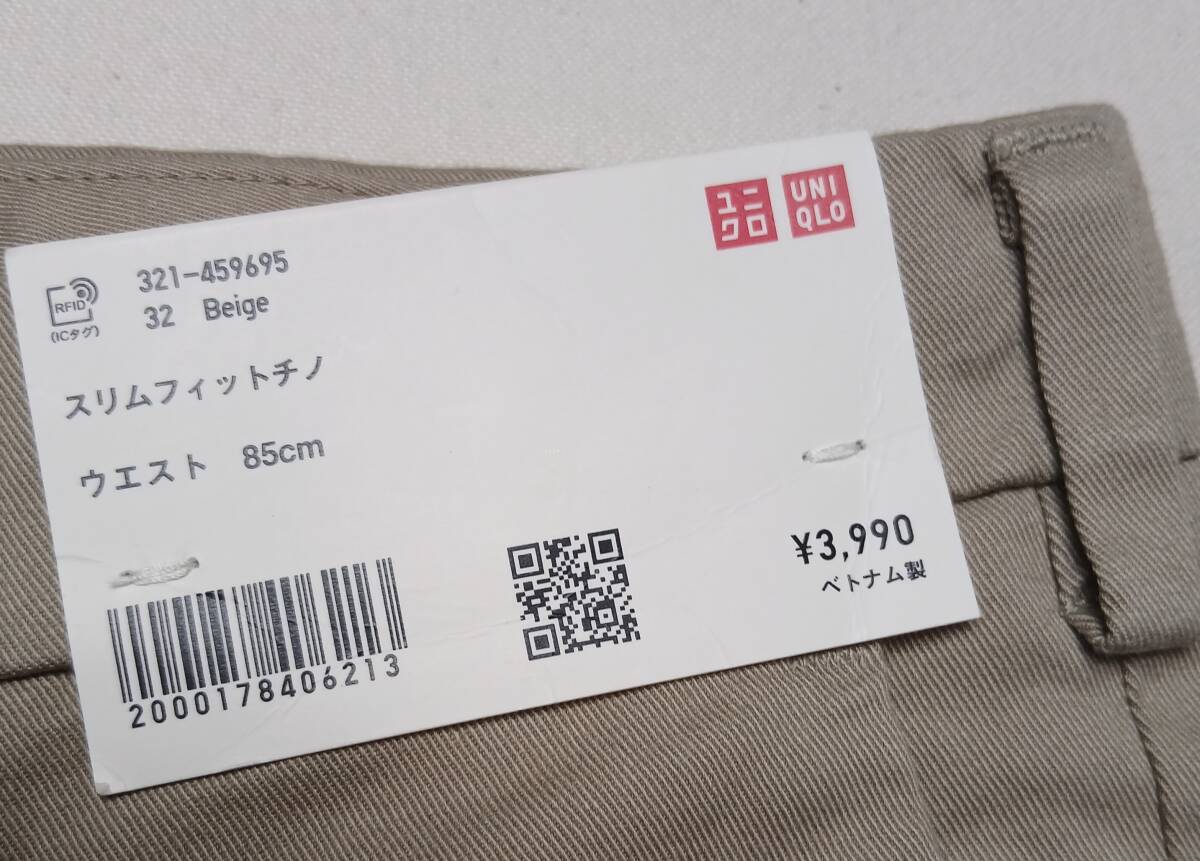 ユニ
クロ
UNI
QLO
RFID
(ICタグ)
321-459695
32 Beige
スリムフィットチノ
ウエスト 85cm
¥3,990
ベトナム製
2000178406213